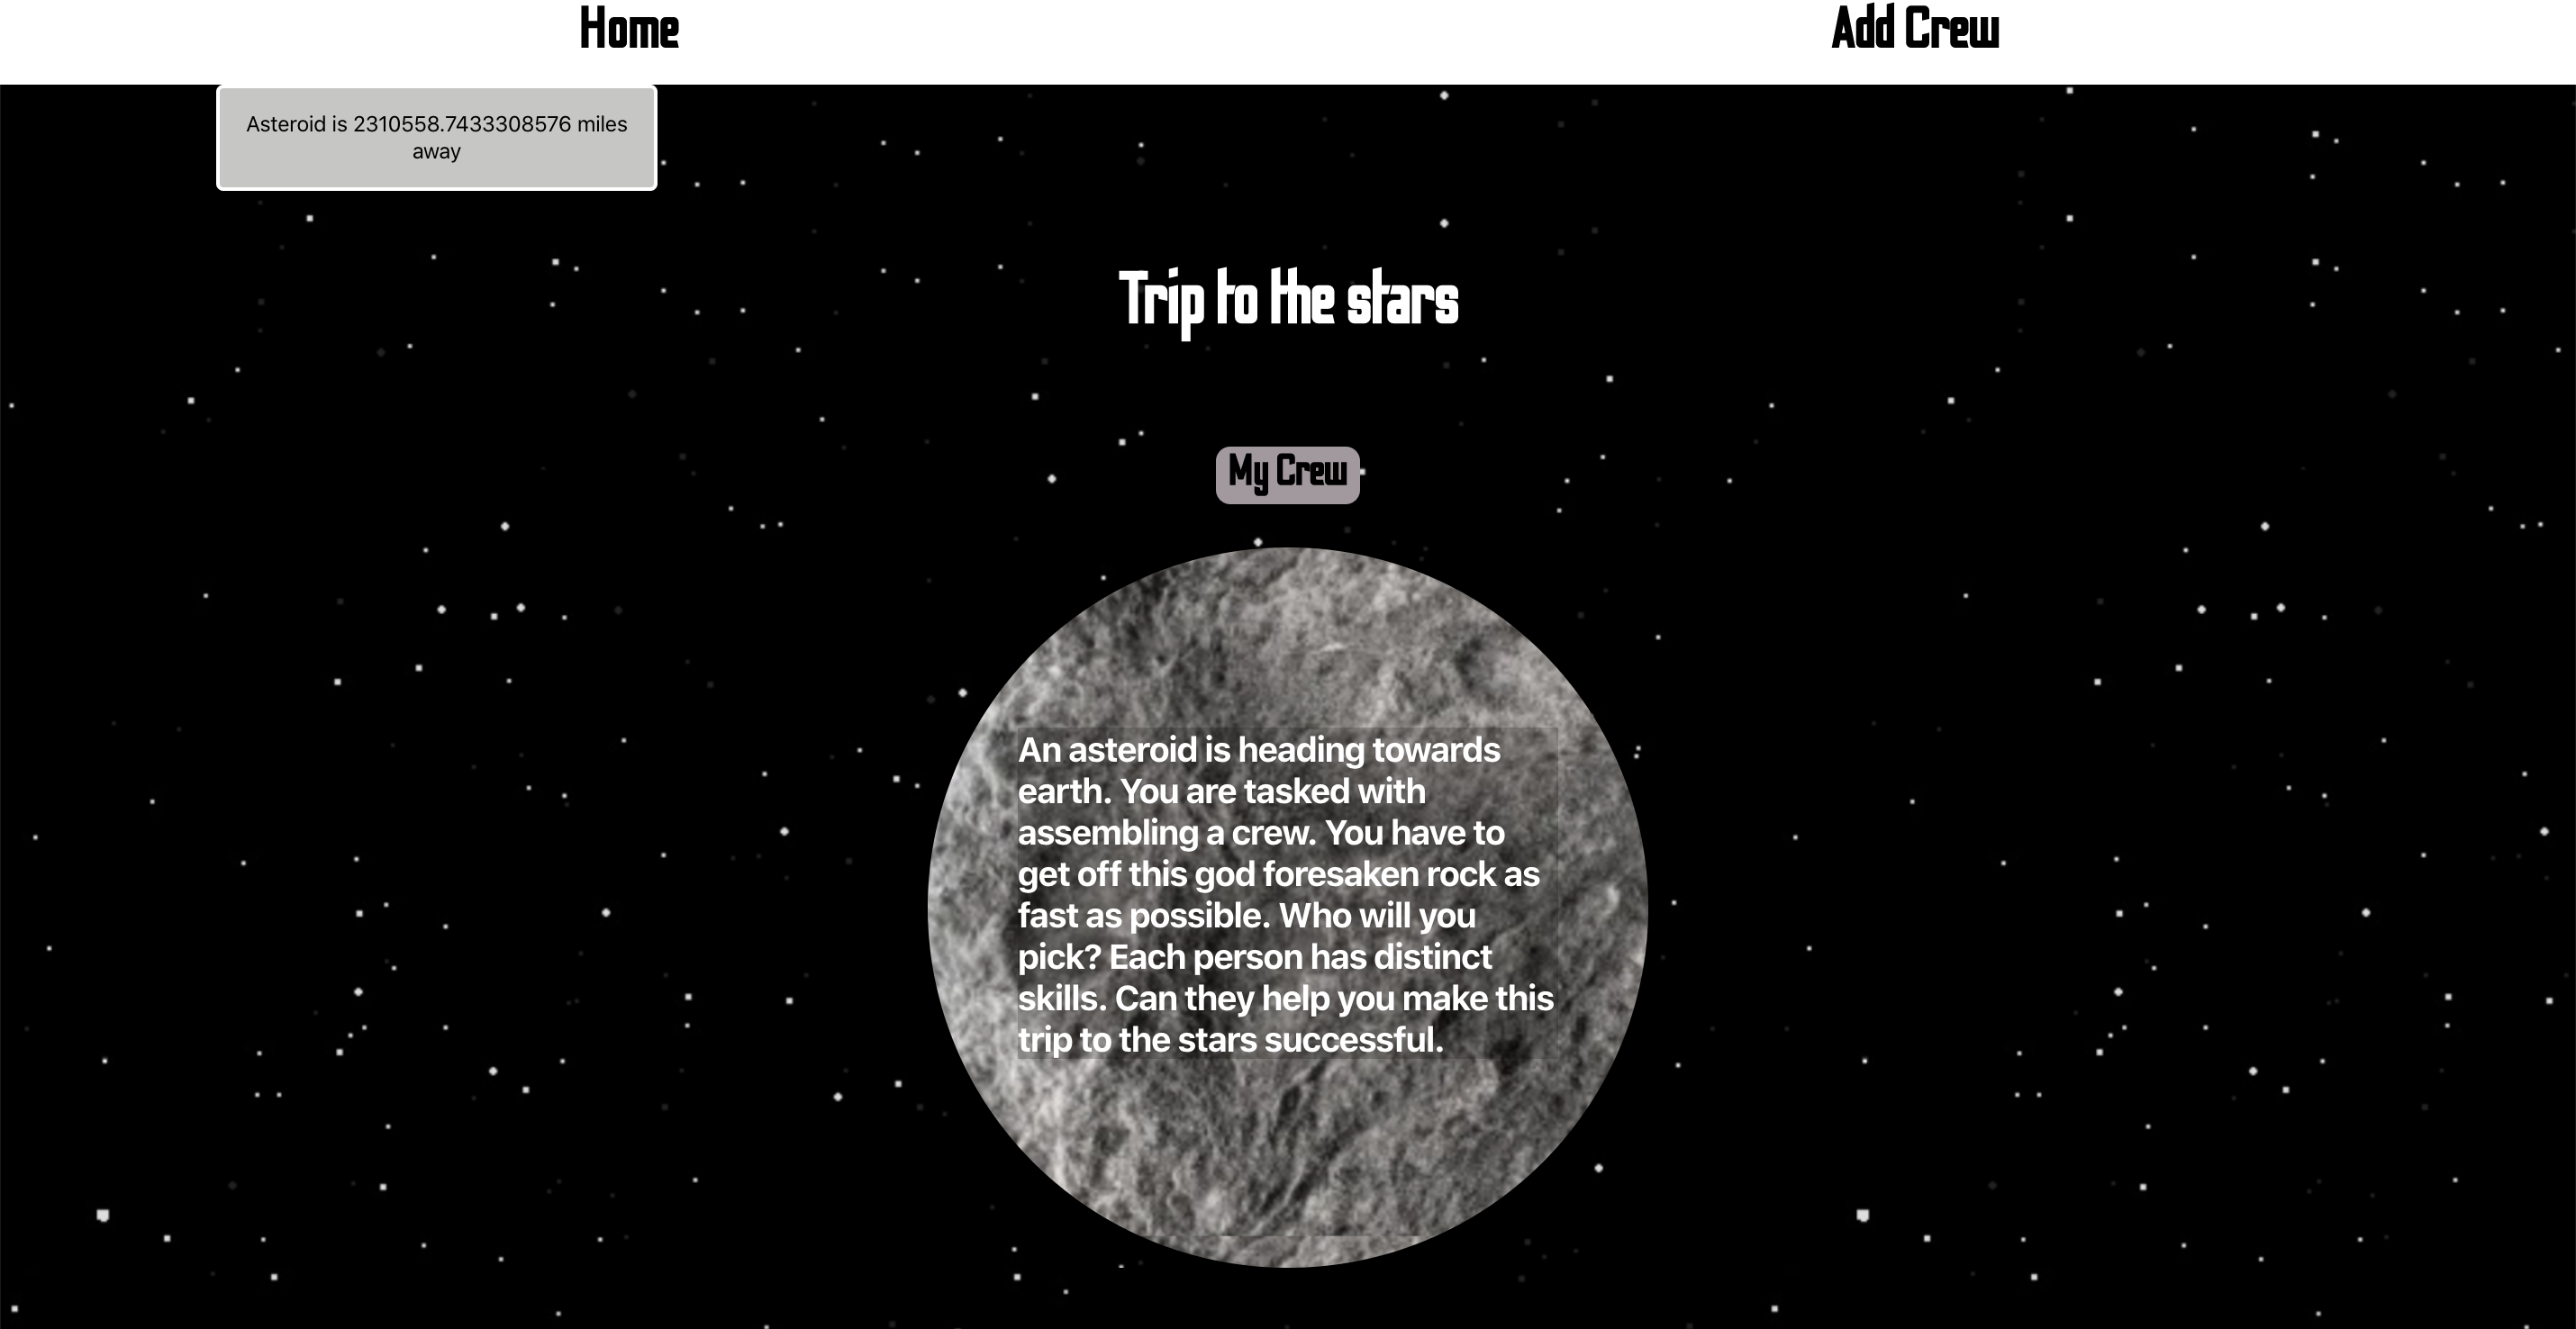 Home Add Crew
Asteroid is 2310558.7433308576 miles
away
Trip to the stars
My Crew
An asteroid is heading towards
earth. You are tasked with
assembling a crew. You have to
get off this god foresaken rock as
fast as possible. Who will you
pick? Each person has distinct
skills. Can they help you make this
trip to the stars successful.